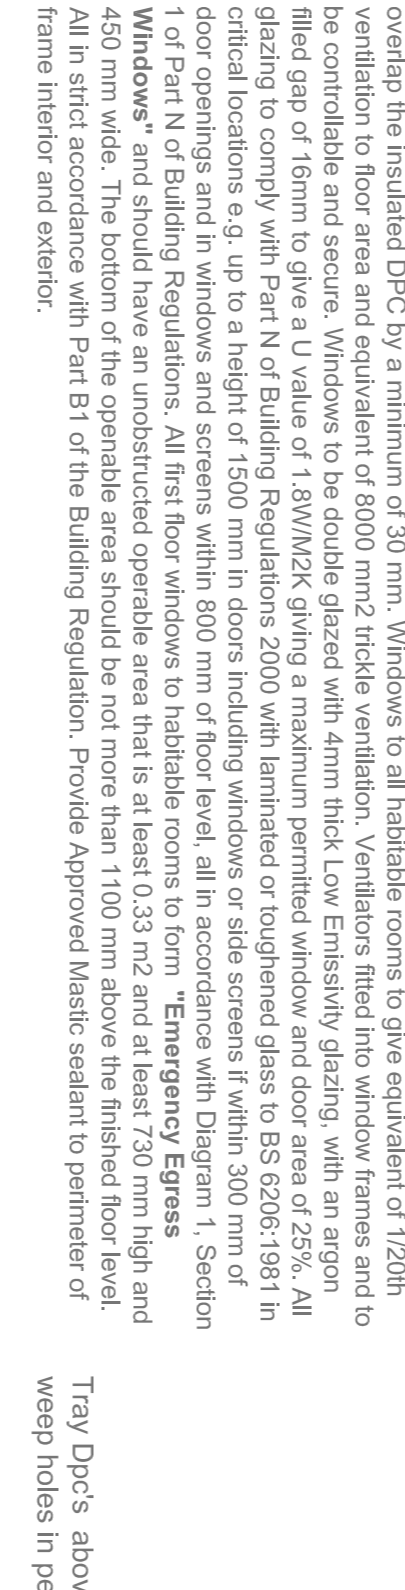 overlap the insulated DPC by a minimum of 30 mm. Windows to all habitable rooms to give equivalent of 1/20th
ventilation to floor area and equivalent of 8000 mm2 trickle ventilation. Ventilators fitted into window frames and to
be controllable and secure. Windows to be double glazed with 4mm thick Low Emissivity glazing, with an argon
filled gap of 16mm to give a U value of 1.8W/M2K giving a maximum permitted window and door area of 25%. All
glazing to comply with Part N of Building Regulations 2000 with laminated or toughened glass to BS 6206:1981 in
critical locations e.g. up to a height of 1500 mm in doors including windows or side screens if within 300 mm of
door openings and in windows and screens within 800 mm of floor level, all in accordance with Diagram 1, Section
1 of Part N of Building Regulations. All first floor windows to habitable rooms to form "Emergency Egress
Windows" and should have an unobstructed operable area that is at least 0.33 m2 and at least 730 mm high and
450 mm wide. The bottom of the openable area should be not more than 1100 mm above the finished floor level.
All in strict accordance with Part B1 of the Building Regulation. Provide Approved Mastic sealant to perimeter of
frame interior and exterior.
Tray Dpc's
weep holes in